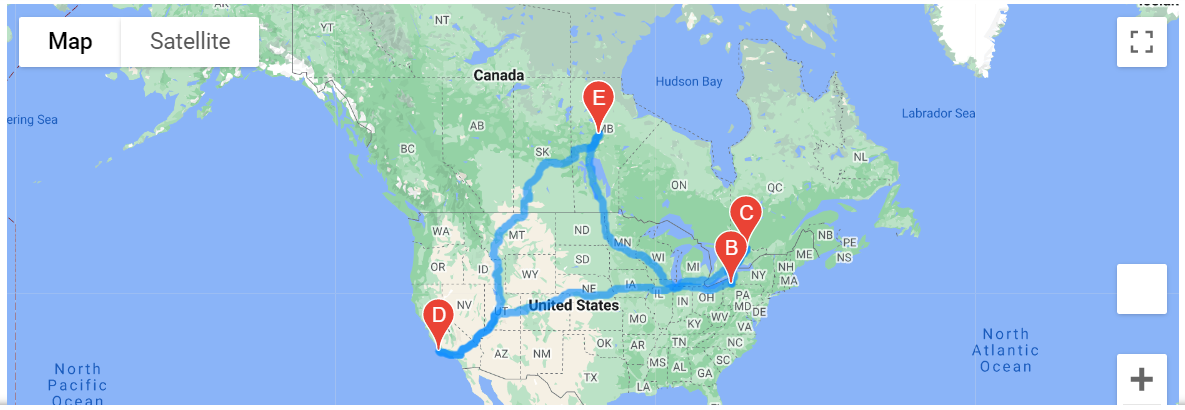 Map
Satellite
AK
YT
NT
Canada
Hudson Bay
Labrador Sea
ering Sea
E
MB
AB
SK
BC
NL
ON
QC
C
B
WA
MT
ND
MN
NB
PE
ME
NS
OR
ID
SD
WI
MI
NY
NH
MA
WY
NE
IA
IL
IN
OH
PA
MD
DE
NV
UT
United States
D
MO
KY
WV
VA
AZ
NM
OK
AR
TN
NC
MS
AL
SC
GA
TX
LA
North
Pacific
Ocean
North
Atlantic
Ocean